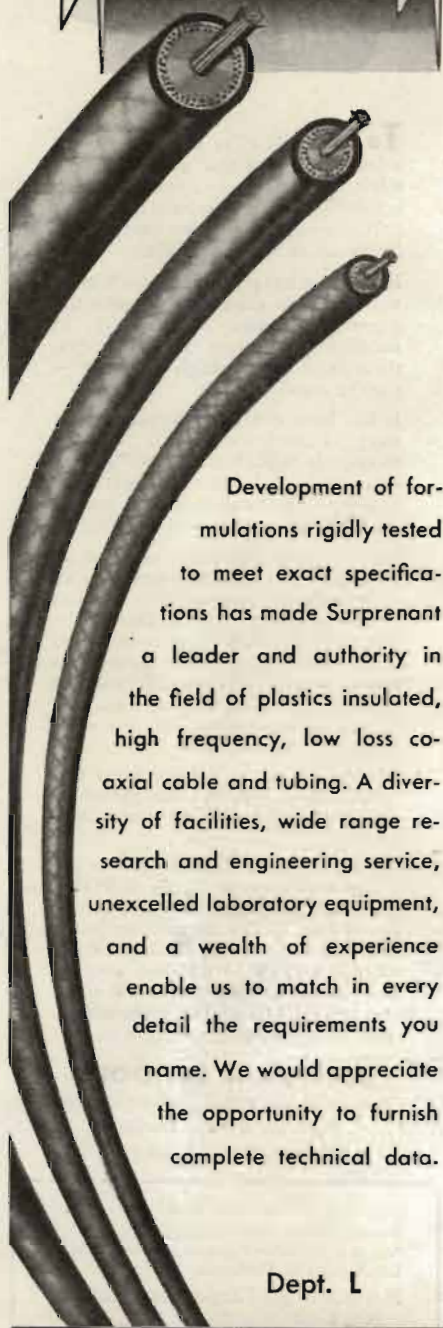 Development of for-
mulations rigidly tested
to meet exact specifica-
tions has made Surprenant
a leader and authority in
the field of plastics insulated,
high frequency, low loss co-
axial cable and tubing. A diver-
sity of facilities, wide range re-
search and engineering service,
unexcelled laboratory equipment,
and a wealth of experience
enable us to match in every
detail the requirements you
name. We would appreciate
the opportunity to furnish
complete technical data.
Dept. L